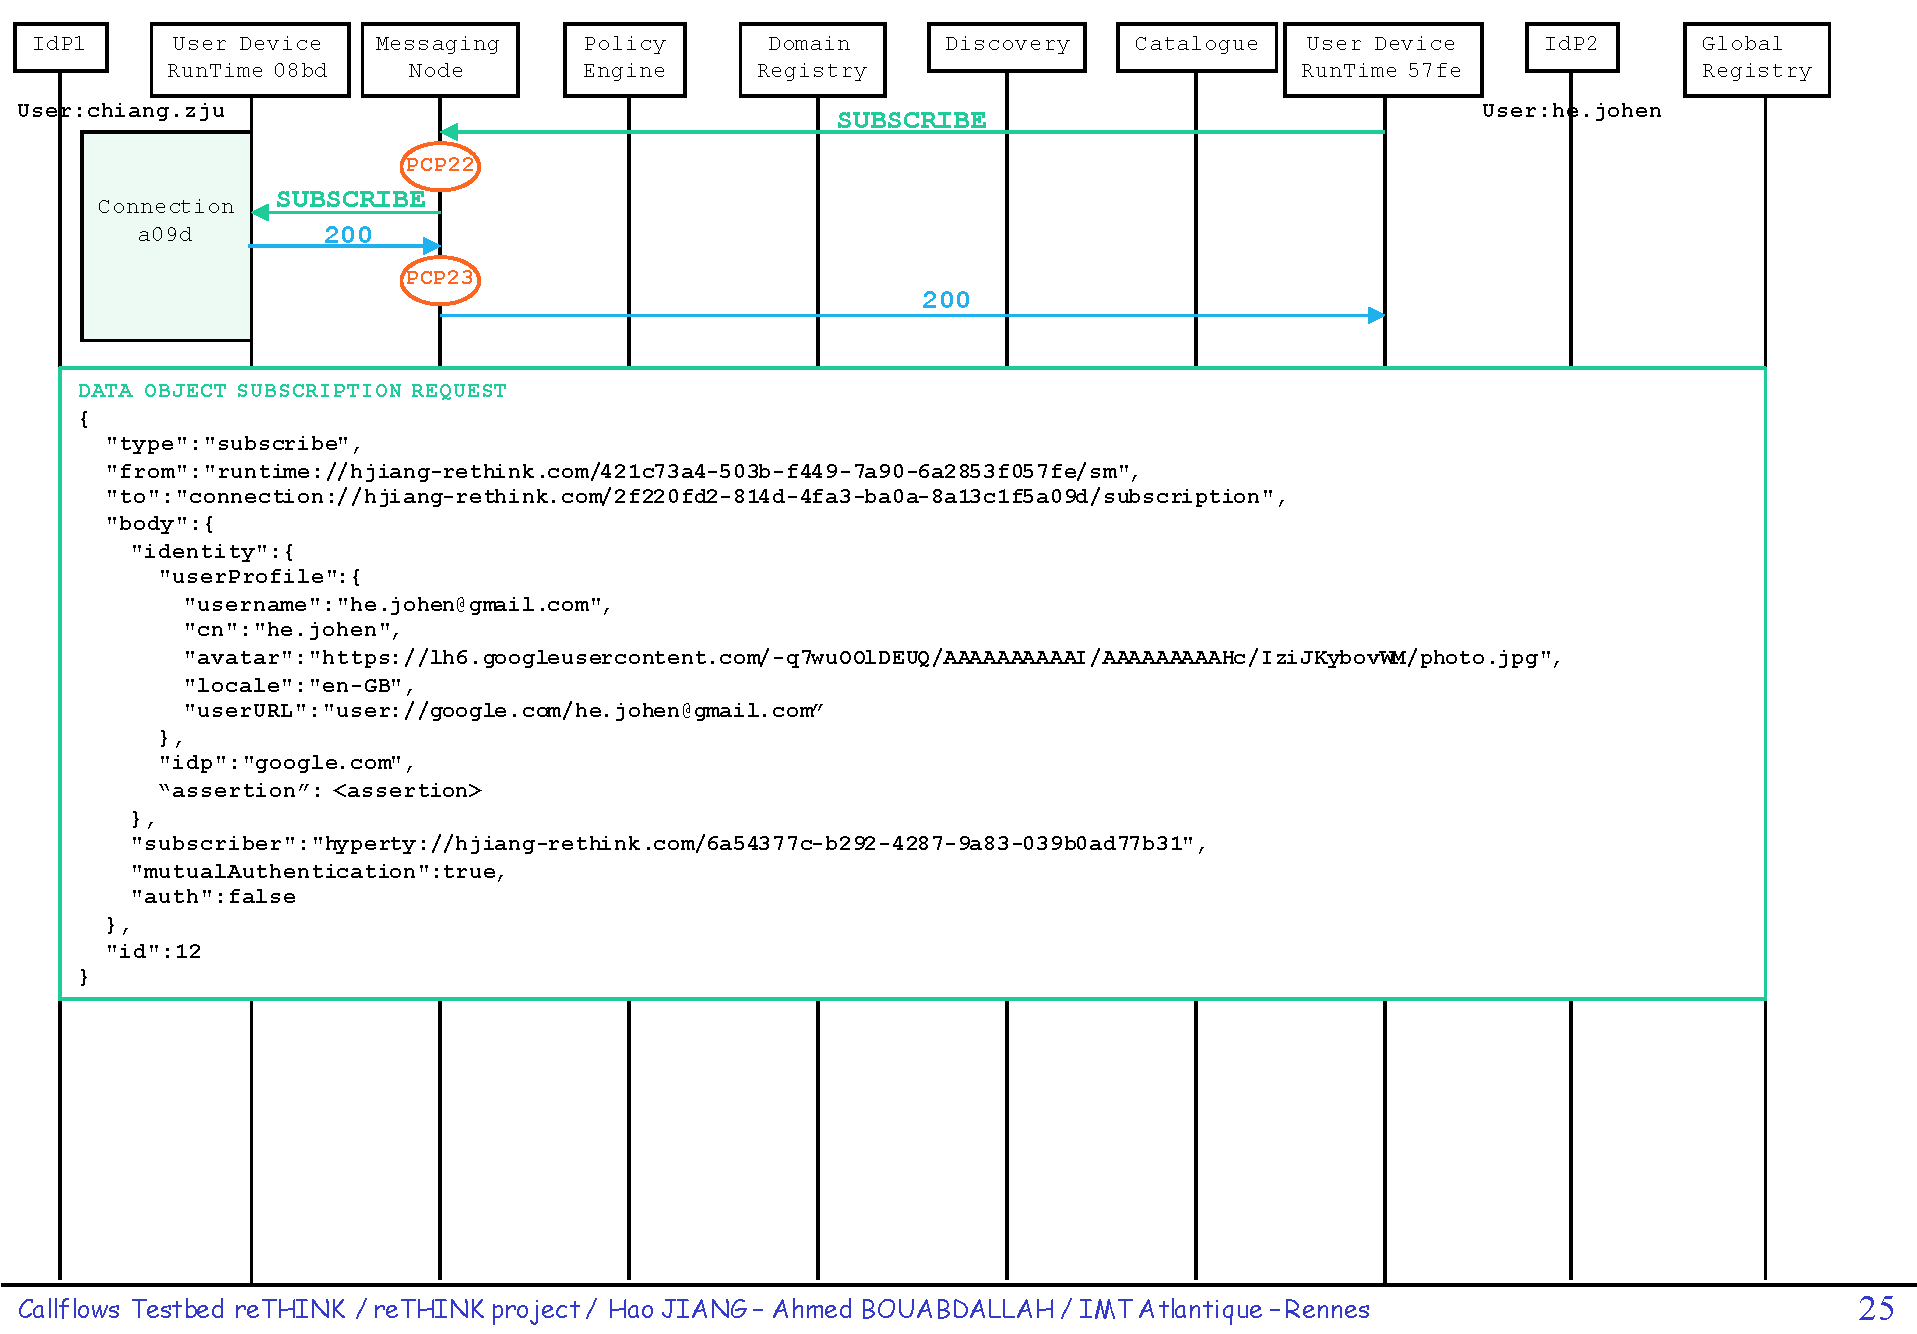 IdP1
User Device
RunTime 08bd
Messaging
Node
Policy
Engine
Domain
Registry
Discovery
Catalogue
User Device
RunTime 57fe
IdP2
Global
Registry
User:chiang.zju
User:he.johen
SUBSCRIBE
PCP22
SUBSCRIBE
Connection
a09d
200
PCP23
200
DATA OBJECT SUBSCRIPTION REQUEST
{
"type":"subscribe",
"from":"runtime://hjiang-rethink.com/421c73a4-503b-f449-7a90-6a2853f057fe/sm",
"to":"connection://hjiang-rethink.com/2f220fd2-814d-4fa3-ba0a-8a13c1f5a09d/subscription",
"body":{
"identity":{
"userProfile":{
"username":"he.johen@gmail.com",
"cn":"he.johen",
"avatar":"https://lh6.googleusercontent.com/-q7wuOOlDEUQ/AAAAAAAAAAI/AAAAAAAAAHc/IziJKybovWM/photo.jpg",
"locale":"en-GB",
"userURL":"user://google.com/he.johen@gmail.com”
},
"idp":"google.com",
“assertion”: <assertion>
},
"subscriber":"hyperty://hjiang-rethink.com/6a54377c-b292-4287-9a83-039b0ad77b31",
"mutualAuthentication":true,
"auth":false
},
"id":12
}
Callflows Testbed reTHINK / reTHINK project / Hao JIANG – Ahmed BOUABDALLAH / IMT Atlantique – Rennes
25